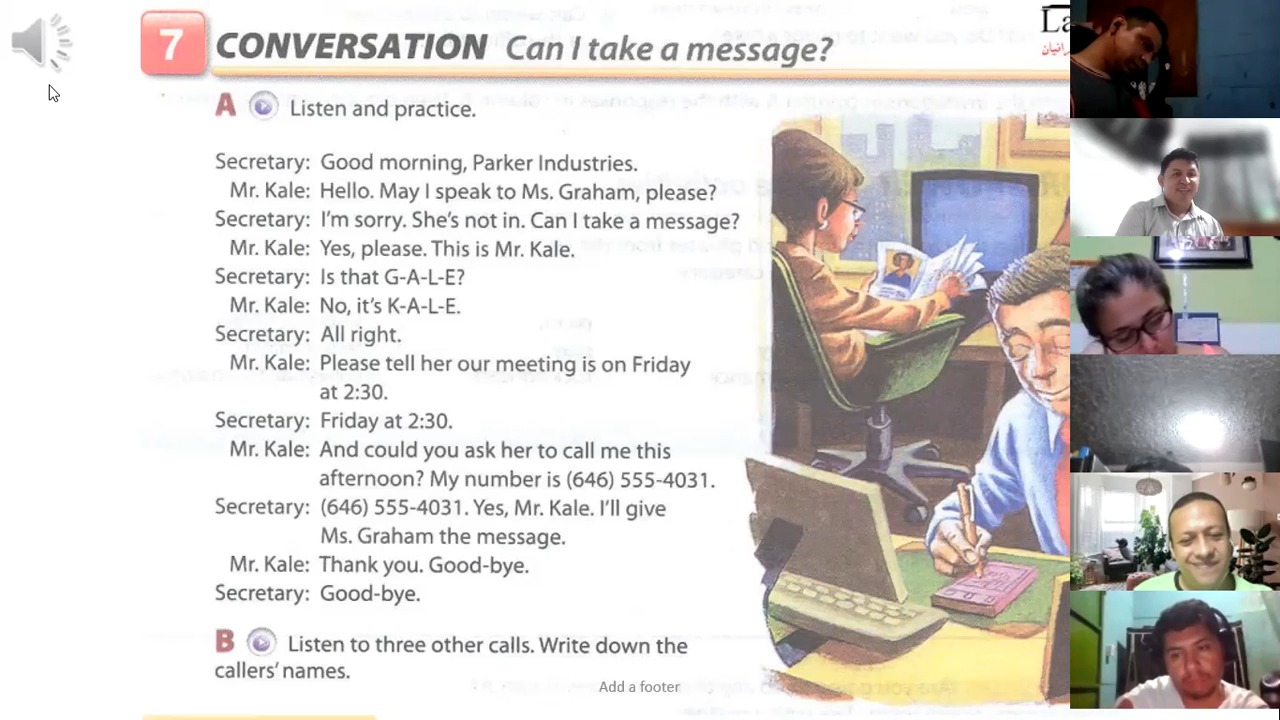 7 CONVERSATION Can I take a message?
La
رانیان
A Listen and practice.
Secretary: Good morning, Parker Industries.
Mr. Kale: Hello. May I speak to Ms. Graham, please?
Secretary: I'm sorry. She's not in. Can I take a message?
Mr. Kale: Yes, please. This is Mr. Kale.
Secretary: Is that G-A-L-E?
Mr. Kale: No, it's K-A-L-E.
Secretary: All right.
Mr. Kale: Please tell her our meeting is on Friday
at 2:30.
Secretary: Friday at 2:30.
Mr. Kale: And could you ask her to call me this
afternoon? My number is (646) 555-4031.
Secretary: (646) 555-4031. Yes, Mr. Kale. I'll give
Ms. Graham the message.
Mr. Kale: Thank you. Good-bye.
Secretary: Good-bye.
B Listen to three other calls. Write down the
callers' names.
Add a footer